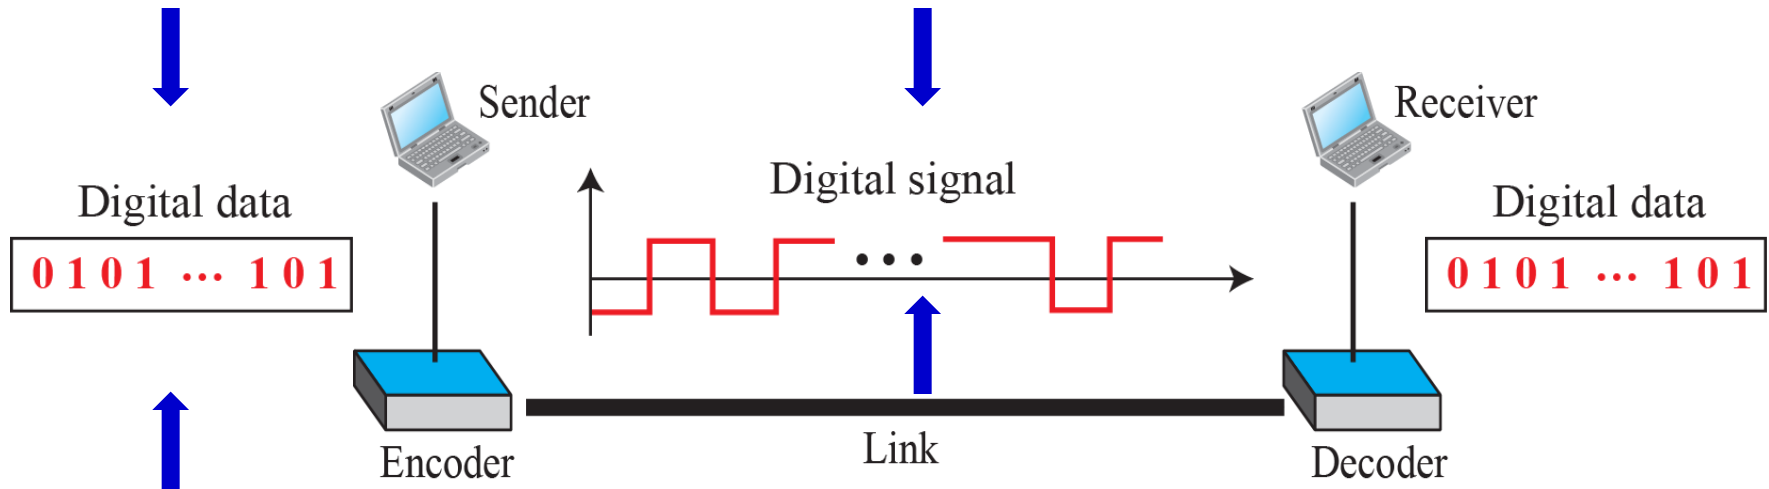 Sender
Receiver
Digital signal
Digital data
Digital data
0 1 0 1 ... 1 0 1
...
0 1 0 1 ... 1 0 1
Link
Encoder
Decoder